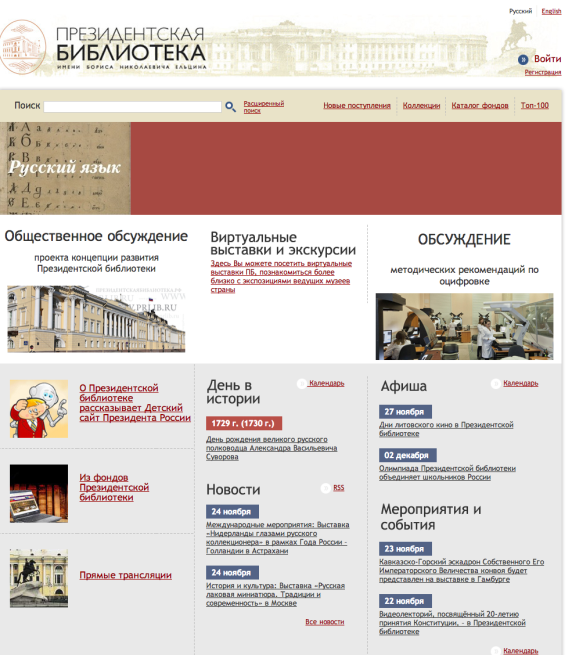 Русский English
ПРЕЗИДЕНТСКАЯ
БИБЛИОТЕКА
ИМЕНИ БОРИСА НИКОЛАЕВИЧА ЕЛЬЦИНА
Войти
Регистрация
Поиск
Расширенный
поиск
Новые поступления Коллекции Каталог фондов Топ-100
Русский язык
Общественное обсуждение
проекта концепции развития
Президентской библиотеки
Виртуальные
выставки и экскурсии
Здесь Вы можете посетить виртуальные
выставки ПБ, познакомиться более
близко с экспозициями ведущих музеев
страны
ОБСУЖДЕНИЕ
методических рекомендаций по
оцифровке
О Президентской
библиотеке
рассказывает Детский
сайт Президента России
Из фондов
Президентской
библиотеки
Прямые трансляции
День в
истории
Календарь
1729 г. (1730 г.)
День рождения великого русского
полководца Александра Васильевича
Суворова
Новости
RSS
24 ноября
Международные мероприятия: Выставка
«Нидерланды глазами русского
коллекционера» в рамках Года России –
Голландии в Астрахани
24 ноября
История и культура: Выставка «Русская
лаковая миниатюра. Традиции и
современность» в Москве
Все новости
Афиша
Календарь
27 ноября
Дни литовского кино в Президентской
библиотеке
02 декабря
Олимпиада Президентской библиотеки
объединяет школьников России
Мероприятия и
события
23 ноября
Кавказско-Горский эскадрон Собственного Его
Императорского Величества конвоя будет
представлен на выставке в Гамбурге
22 ноября
Видеолекторий, посвящённый 20-летию
принятия Конституции, - в Президентской
библиотеке
Календарь